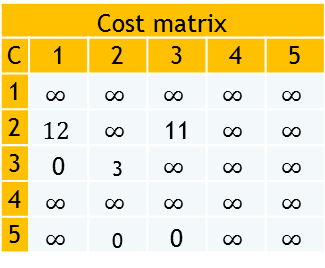 Cost matrix
C 1 2 3 4 5
1 ∞ ∞ ∞ ∞ ∞
2 12 ∞ 11 ∞ ∞
3 0 3 ∞ ∞ ∞
4 ∞ ∞ ∞ ∞ ∞
5 ∞ 0 0 ∞ ∞